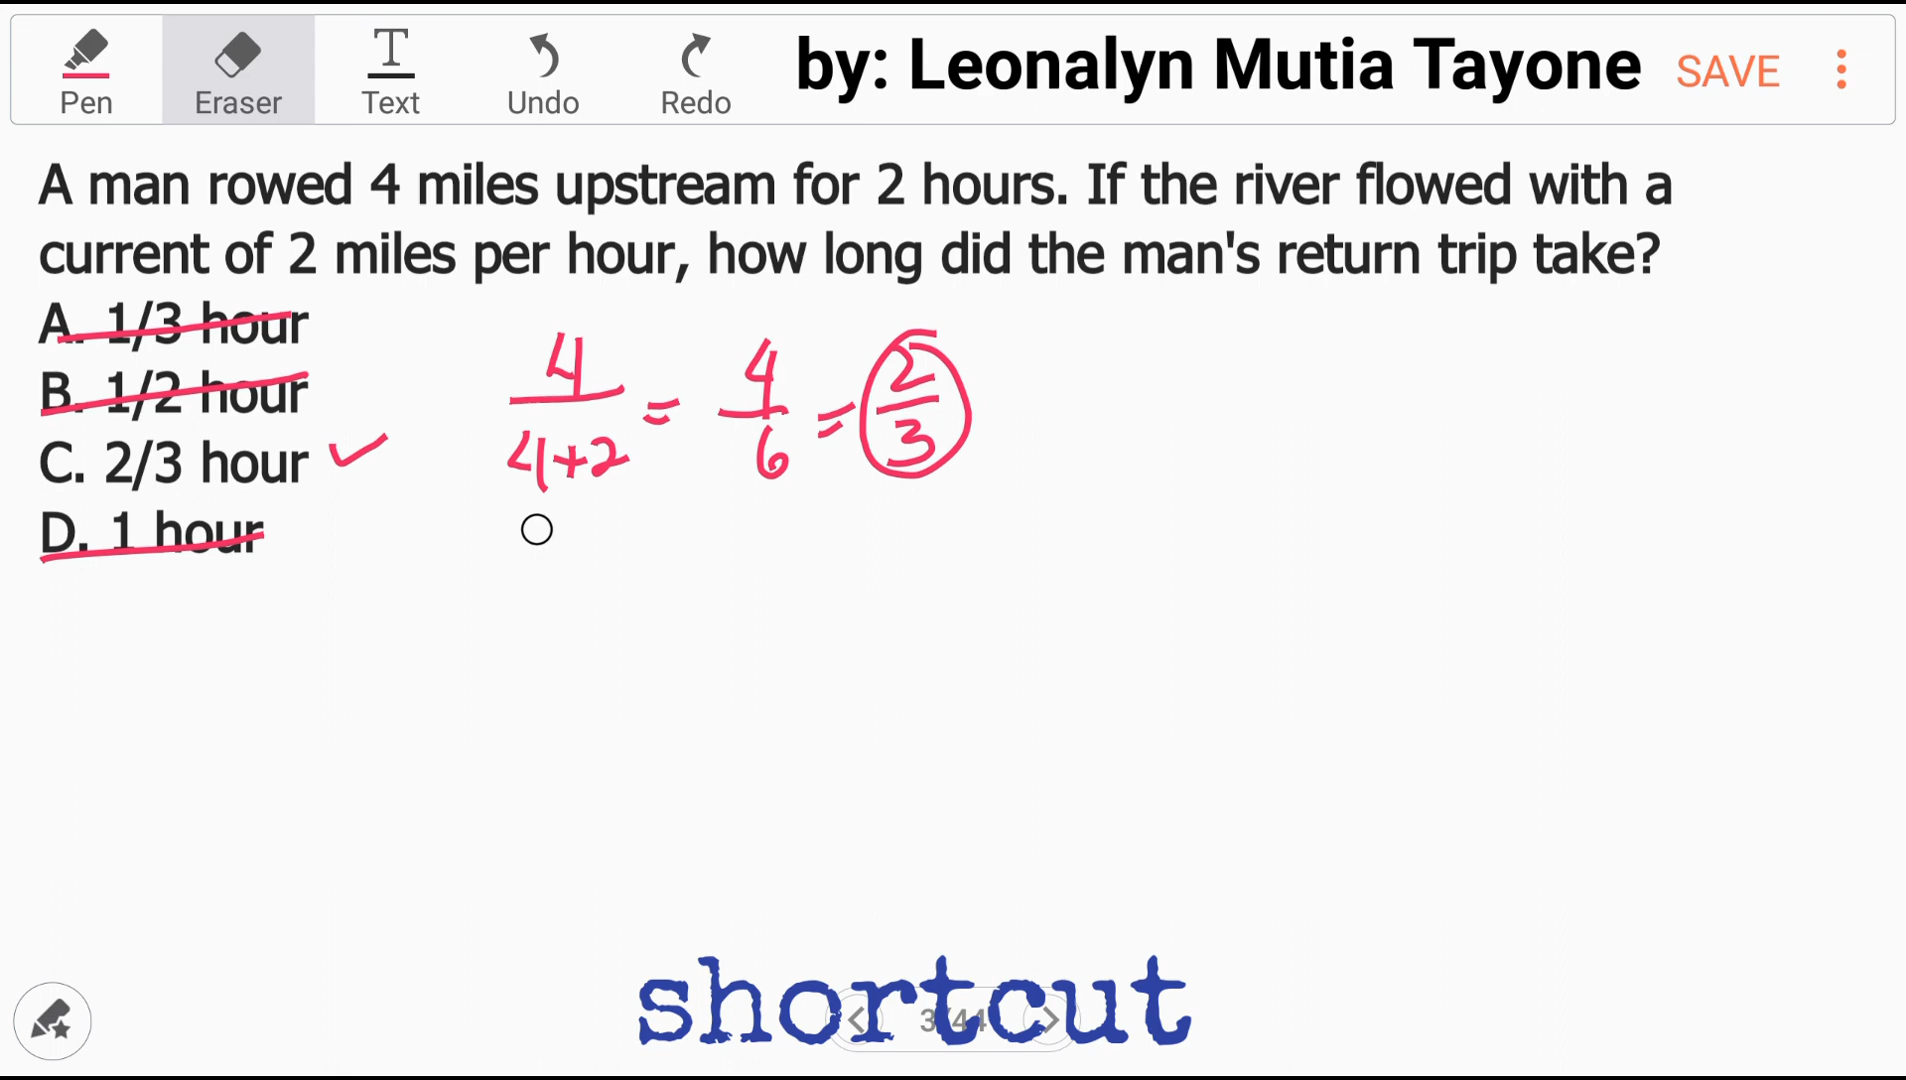 Pen
Eraser
Text
Undo
Redo
by: Leonalyn Mutia Tayone
SAVE
A man rowed 4 miles upstream for 2 hours. If the river flowed with a
current of 2 miles per hour, how long did the man's return trip take?
A. 1/3 hour
B. 1/2 hour
C. 2/3 hour ✓
D. 1 hour
4/(4+2) = 4/6 = 2/3
shortcut
3/44